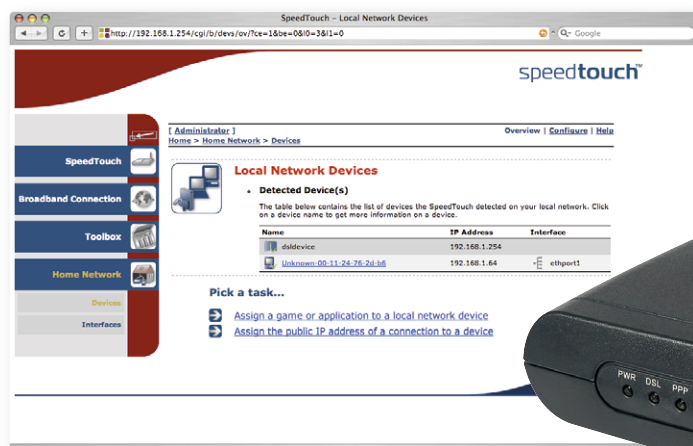 SpeedTouch – Local Network Devices
http://192.168.1.254/cgi/b/devs/ov/?ce=1&be=0&l0=3&l1=0
Google
speedtouch™
[ Administrator ]
Overview | Configure | Help
Home > Home Network > Devices
SpeedTouch
Broadband Connection
Toolbox
Home Network
Devices
Interfaces
Local Network Devices
• Detected Device(s)
The table below contains the list of devices the SpeedTouch detected on your local network. Click
on a device name to get more information on a device.
Name IP Address Interface
dsldevice 192.168.1.254
Unknown-00-11-24-76-2d-b6 192.168.1.64 ethport1
Pick a task...
Assign a game or application to a local network device
Assign the public IP address of a connection to a device
PWR DSL PPP